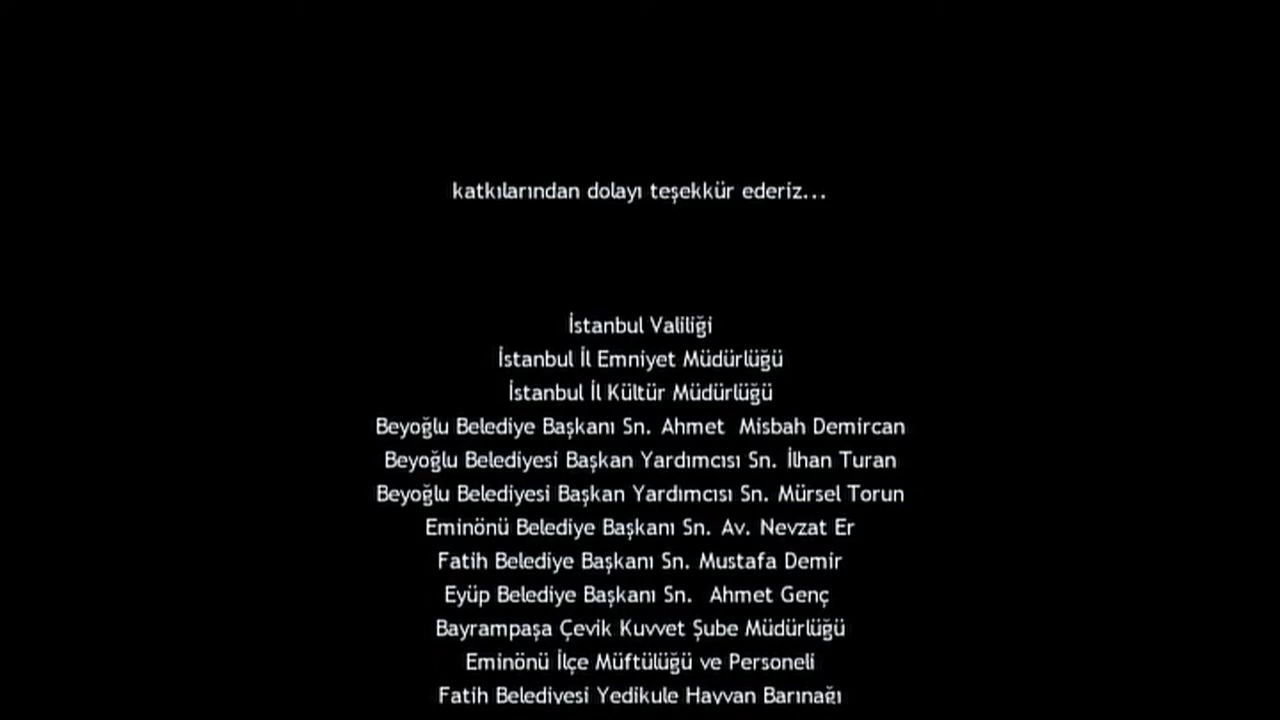 katkılarından dolayı teşekkür ederiz...
İstanbul Valiliği
İstanbul İl Emniyet Müdürlüğü
İstanbul İl Kültür Müdürlüğü
Beyoğlu Belediye Başkanı Sn. Ahmet Misbah Demircan
Beyoğlu Belediyesi Başkan Yardımcısı Sn. İlhan Turan
Beyoğlu Belediyesi Başkan Yardımcısı Sn. Mürsel Torun
Eminönü Belediye Başkanı Sn. Av. Nevzat Er
Fatih Belediye Başkanı Sn. Mustafa Demir
Eyüp Belediye Başkanı Sn. Ahmet Genç
Bayrampaşa Çevik Kuvvet Şube Müdürlüğü
Eminönü İlçe Müftülüğü ve Personeli
Fatih Belediyesi Yedikule Hayvan Barınağı